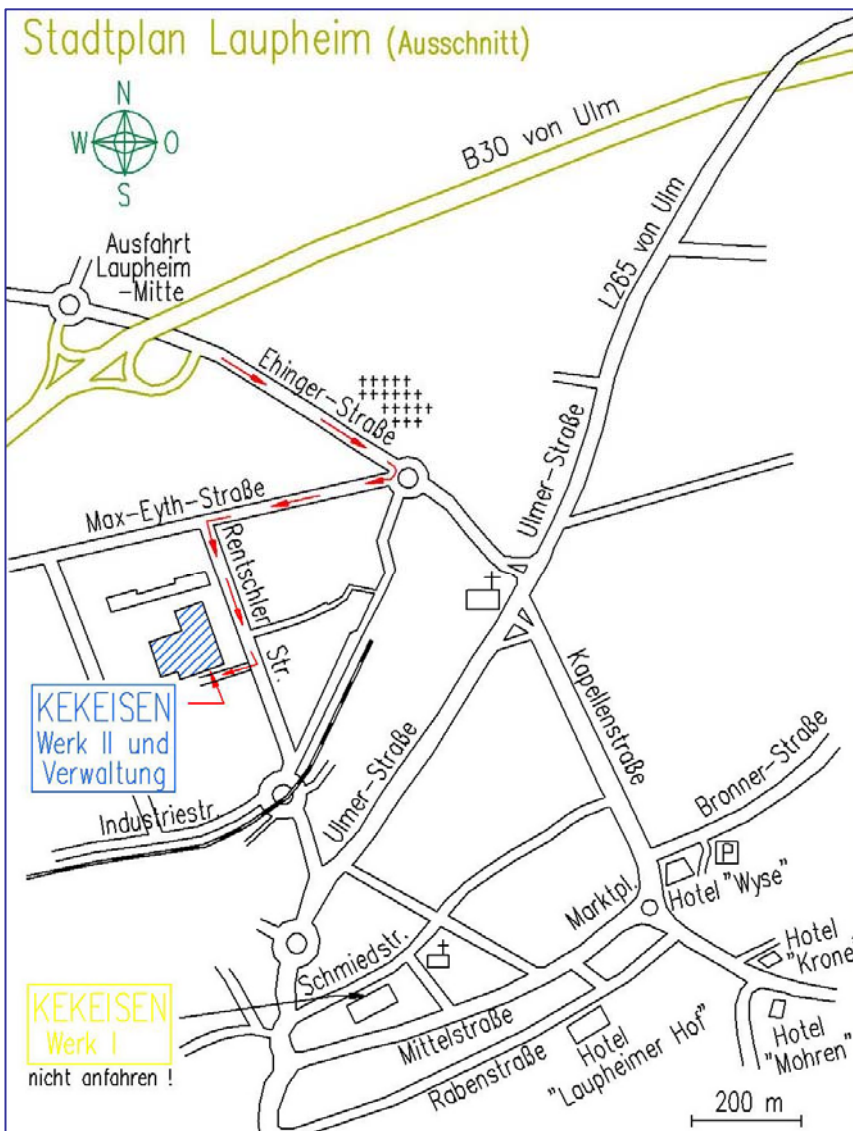 Stadtplan Laupheim (Ausschnitt)
N
W O
S
B30 von Ulm
L265 von Ulm
Ausfahrt
Laupheim
-Mitte
Ehinger-Straße
Ulmer-Straße
Max-Eyth-Straße
Rentschler
Str.
KEKEISEN
Werk II und
Verwaltung
Kapellenstraße
Industriestr.
Ulmer-Straße
Bronner-Straße
P
Hotel "Wyse"
Marktpl.
Hotel
"Krone"
Schmiedstr.
KEKEISEN
Werk I
nicht anfahren !
Mittelstraße
Rabenstraße
Hotel
"Laupheimer Hof"
Hotel
"Mohren"
200 m